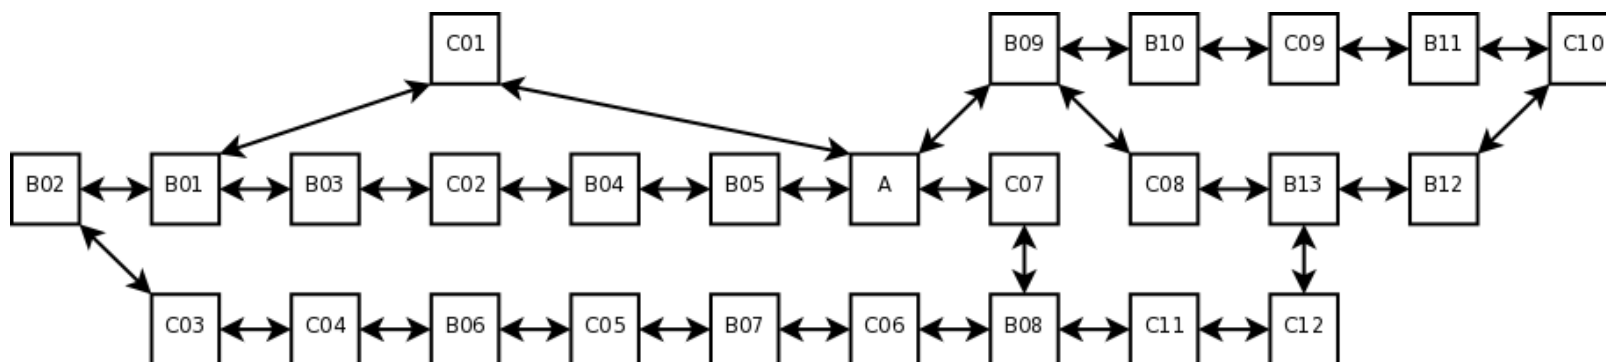 C01 B09 B10 C09 B11 C10
B02 B01 B03 C02 B04 B05 A C07 C08 B13 B12
C03 C04 B06 C05 B07 C06 B08 C11 C12